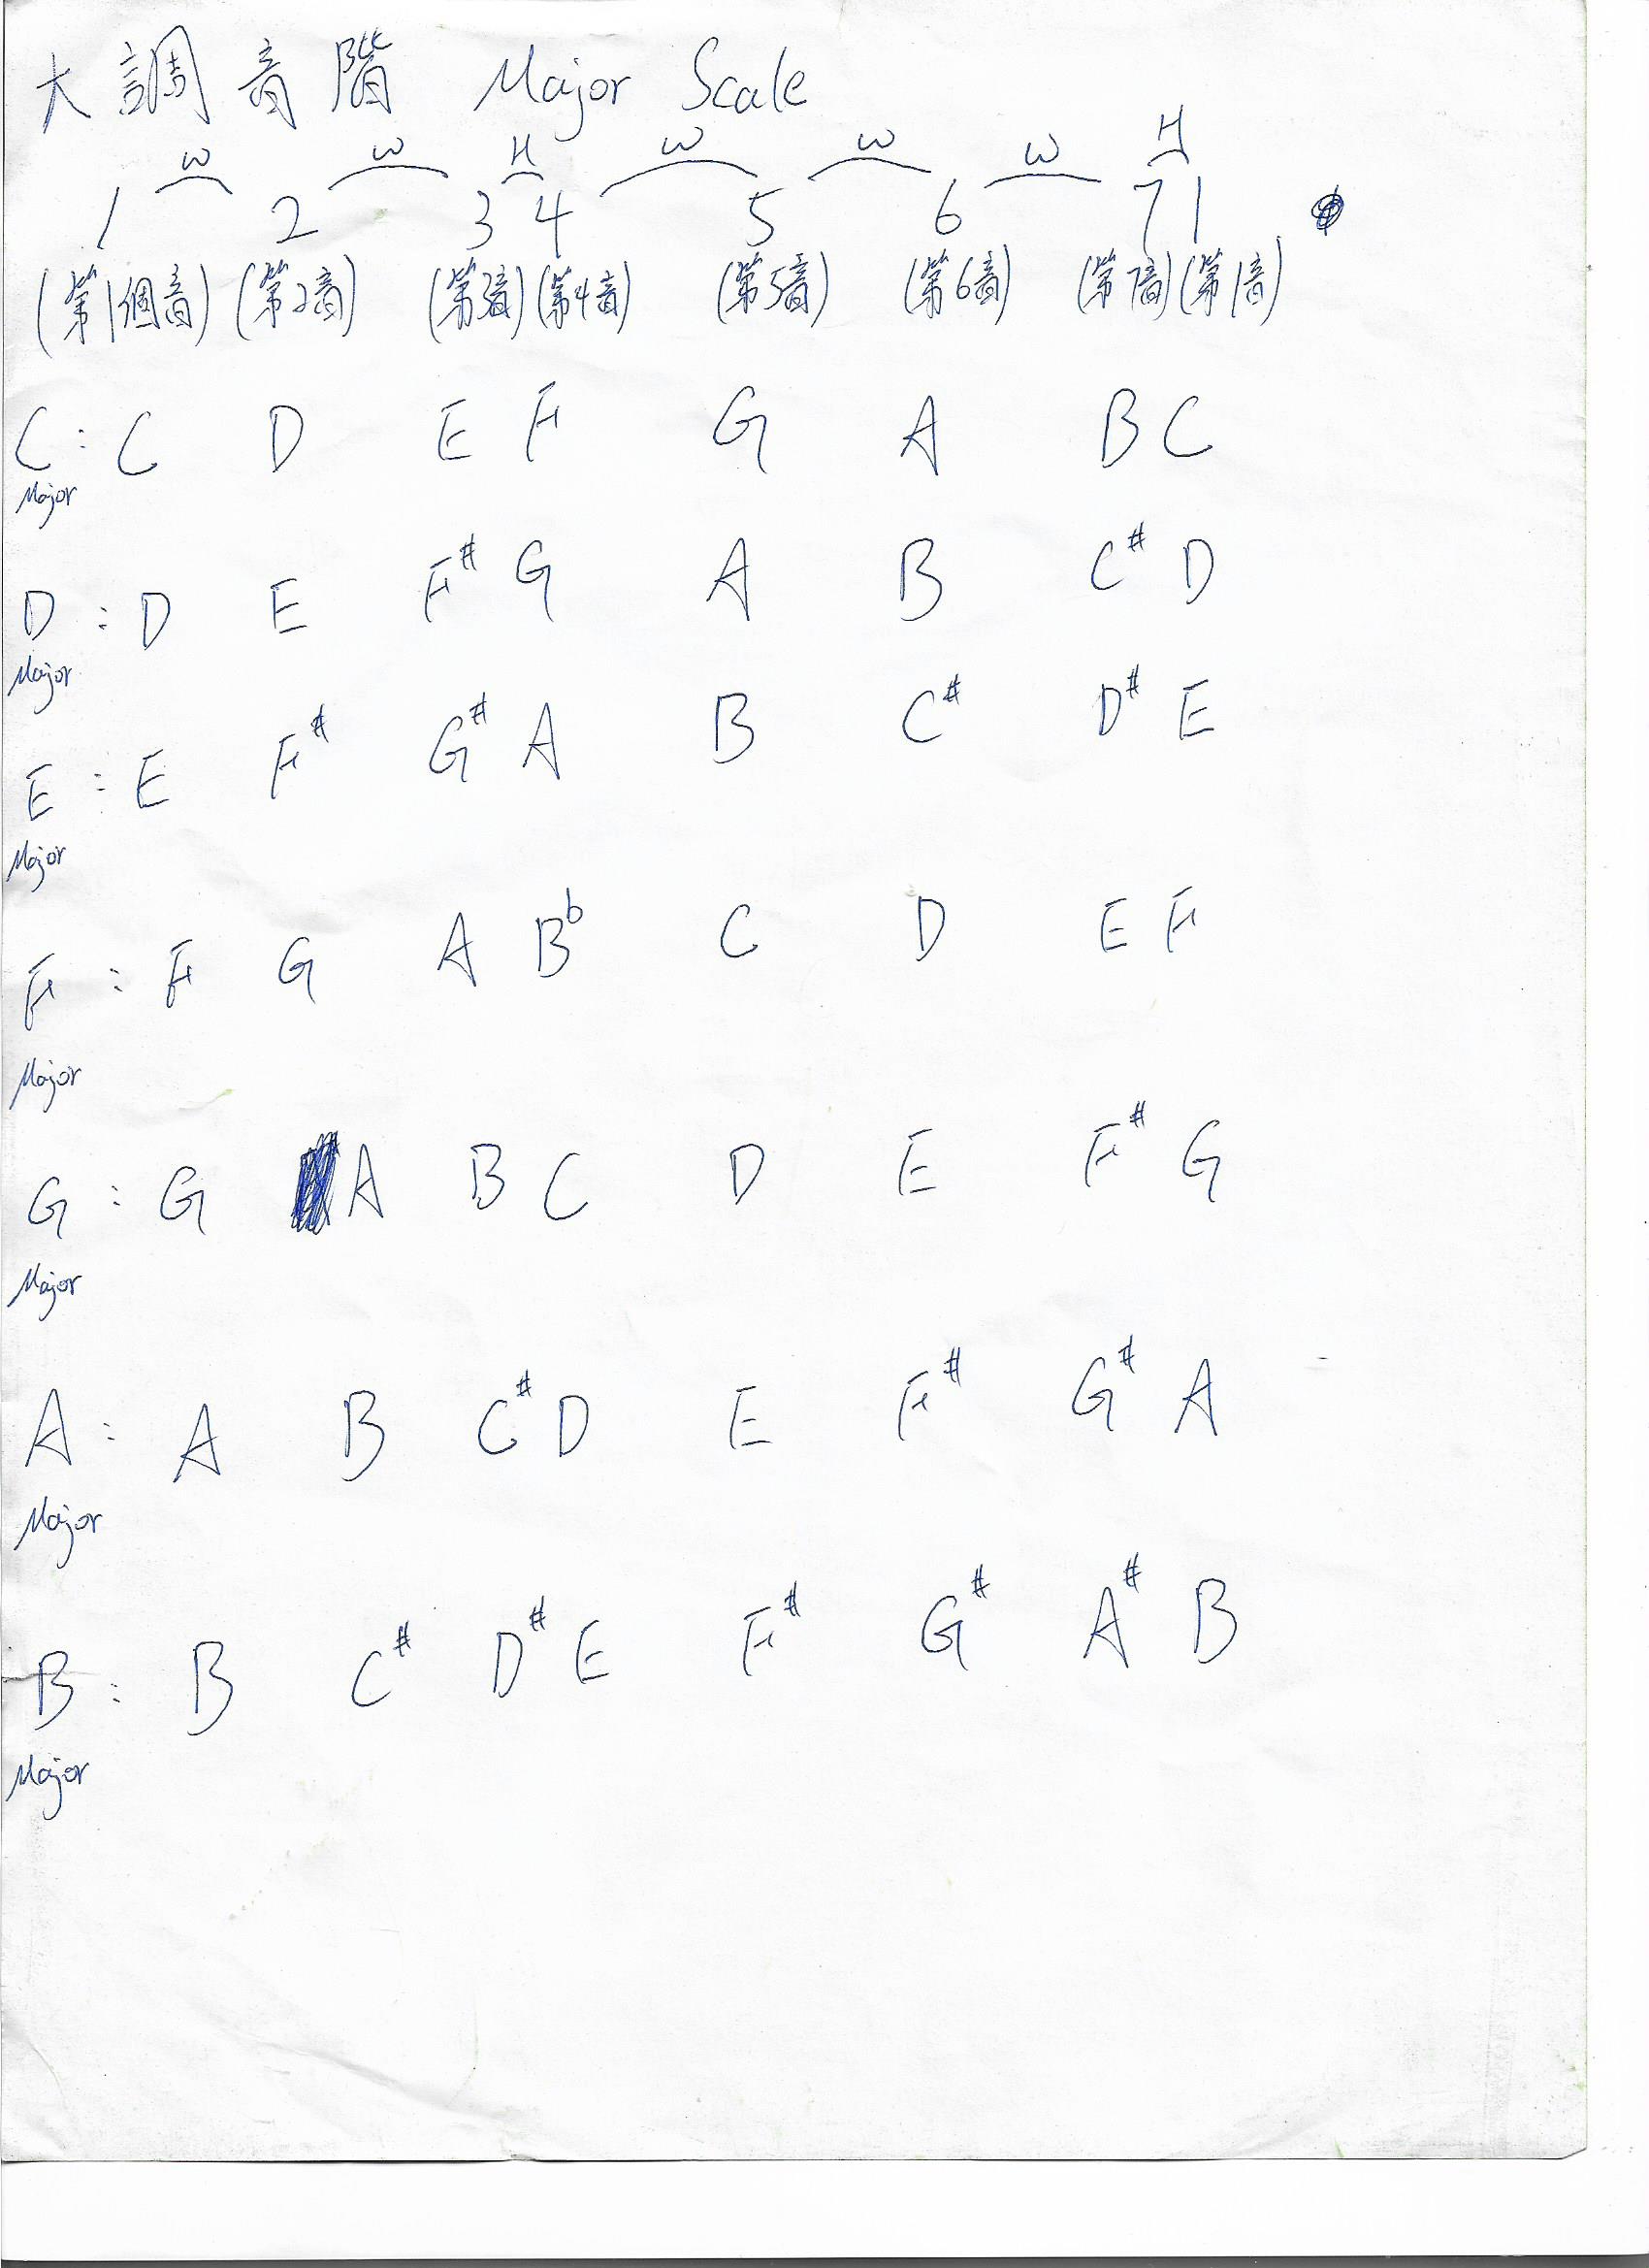 大調音階 Major Scale
W W H W W W H
1 2 3 4 5 6 7 1
(第1個音) (第2音) (第3音) (第4音) (第5音) (第6音) (第7音) (第1音)
C : C D E F G A B C
Major
D : D E F# G A B C# D
Major
E : E F# G# A B C# D# E
Major
F : F G A Bb C D E F
Major
G : G A B C D E F# G
Major
A : A B C# D E F# G# A
Major
B : B C# D# E F# G# A# B
Major